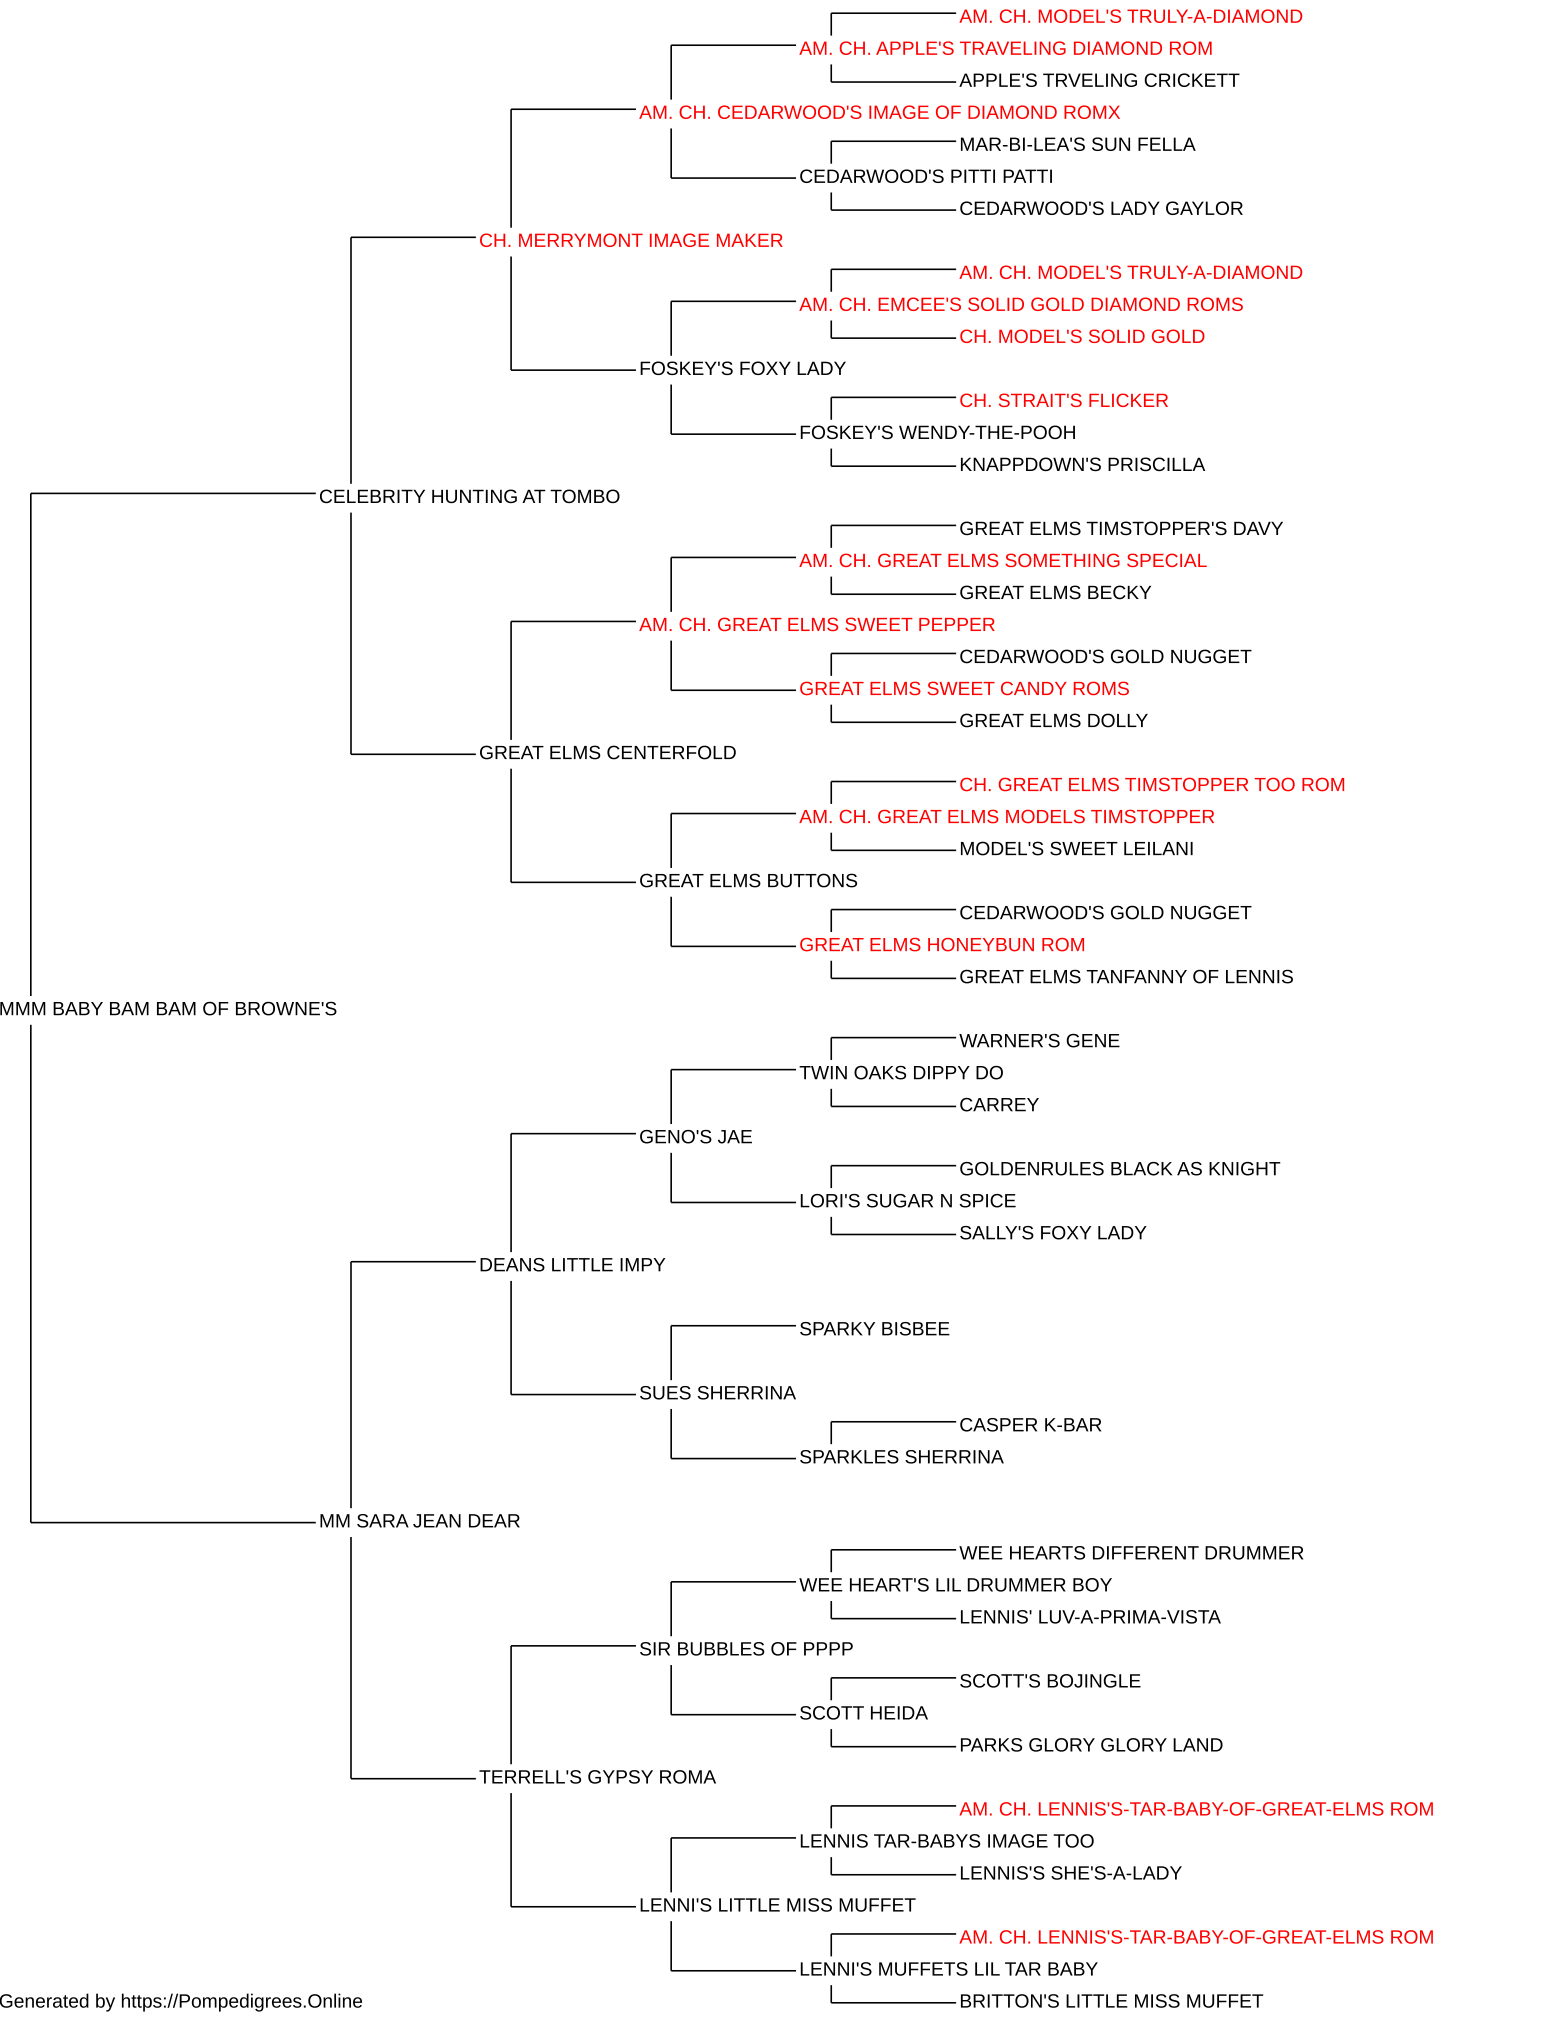 AM. CH. MODEL'S TRULY-A-DIAMOND
AM. CH. APPLE'S TRAVELING DIAMOND ROM
APPLE'S TRVELING CRICKETT
AM. CH. CEDARWOOD'S IMAGE OF DIAMOND ROMX
MAR-BI-LEA'S SUN FELLA
CEDARWOOD'S PITTI PATTI
CEDARWOOD'S LADY GAYLOR
CH. MERRYMONT IMAGE MAKER
AM. CH. MODEL'S TRULY-A-DIAMOND
AM. CH. EMCEE'S SOLID GOLD DIAMOND ROMS
CH. MODEL'S SOLID GOLD
FOSKEY'S FOXY LADY
CH. STRAIT'S FLICKER
FOSKEY'S WENDY-THE-POOH
KNAPPDOWN'S PRISCILLA
CELEBRITY HUNTING AT TOMBO
GREAT ELMS TIMSTOPPER'S DAVY
AM. CH. GREAT ELMS SOMETHING SPECIAL
GREAT ELMS BECKY
AM. CH. GREAT ELMS SWEET PEPPER
CEDARWOOD'S GOLD NUGGET
GREAT ELMS SWEET CANDY ROMS
GREAT ELMS DOLLY
GREAT ELMS CENTERFOLD
CH. GREAT ELMS TIMSTOPPER TOO ROM
AM. CH. GREAT ELMS MODELS TIMSTOPPER
MODEL'S SWEET LEILANI
GREAT ELMS BUTTONS
CEDARWOOD'S GOLD NUGGET
GREAT ELMS HONEYBUN ROM
GREAT ELMS TANFANNY OF LENNIS
MMM BABY BAM BAM OF BROWNE'S
WARNER'S GENE
TWIN OAKS DIPPY DO
CARREY
GENO'S JAE
GOLDENRULES BLACK AS KNIGHT
LORI'S SUGAR N SPICE
SALLY'S FOXY LADY
DEANS LITTLE IMPY
SPARKY BISBEE
SUES SHERRINA
CASPER K-BAR
SPARKLES SHERRINA
MM SARA JEAN DEAR
WEE HEARTS DIFFERENT DRUMMER
WEE HEART'S LIL DRUMMER BOY
LENNIS' LUV-A-PRIMA-VISTA
SIR BUBBLES OF PPPP
SCOTT'S BOJINGLE
SCOTT HEIDA
PARKS GLORY GLORY LAND
TERRELL'S GYPSY ROMA
AM. CH. LENNIS'S-TAR-BABY-OF-GREAT-ELMS ROM
LENNIS TAR-BABYS IMAGE TOO
LENNIS'S SHE'S-A-LADY
LENNI'S LITTLE MISS MUFFET
AM. CH. LENNIS'S-TAR-BABY-OF-GREAT-ELMS ROM
LENNI'S MUFFETS LIL TAR BABY
BRITTON'S LITTLE MISS MUFFET
Generated by https://Pompedigrees.Online